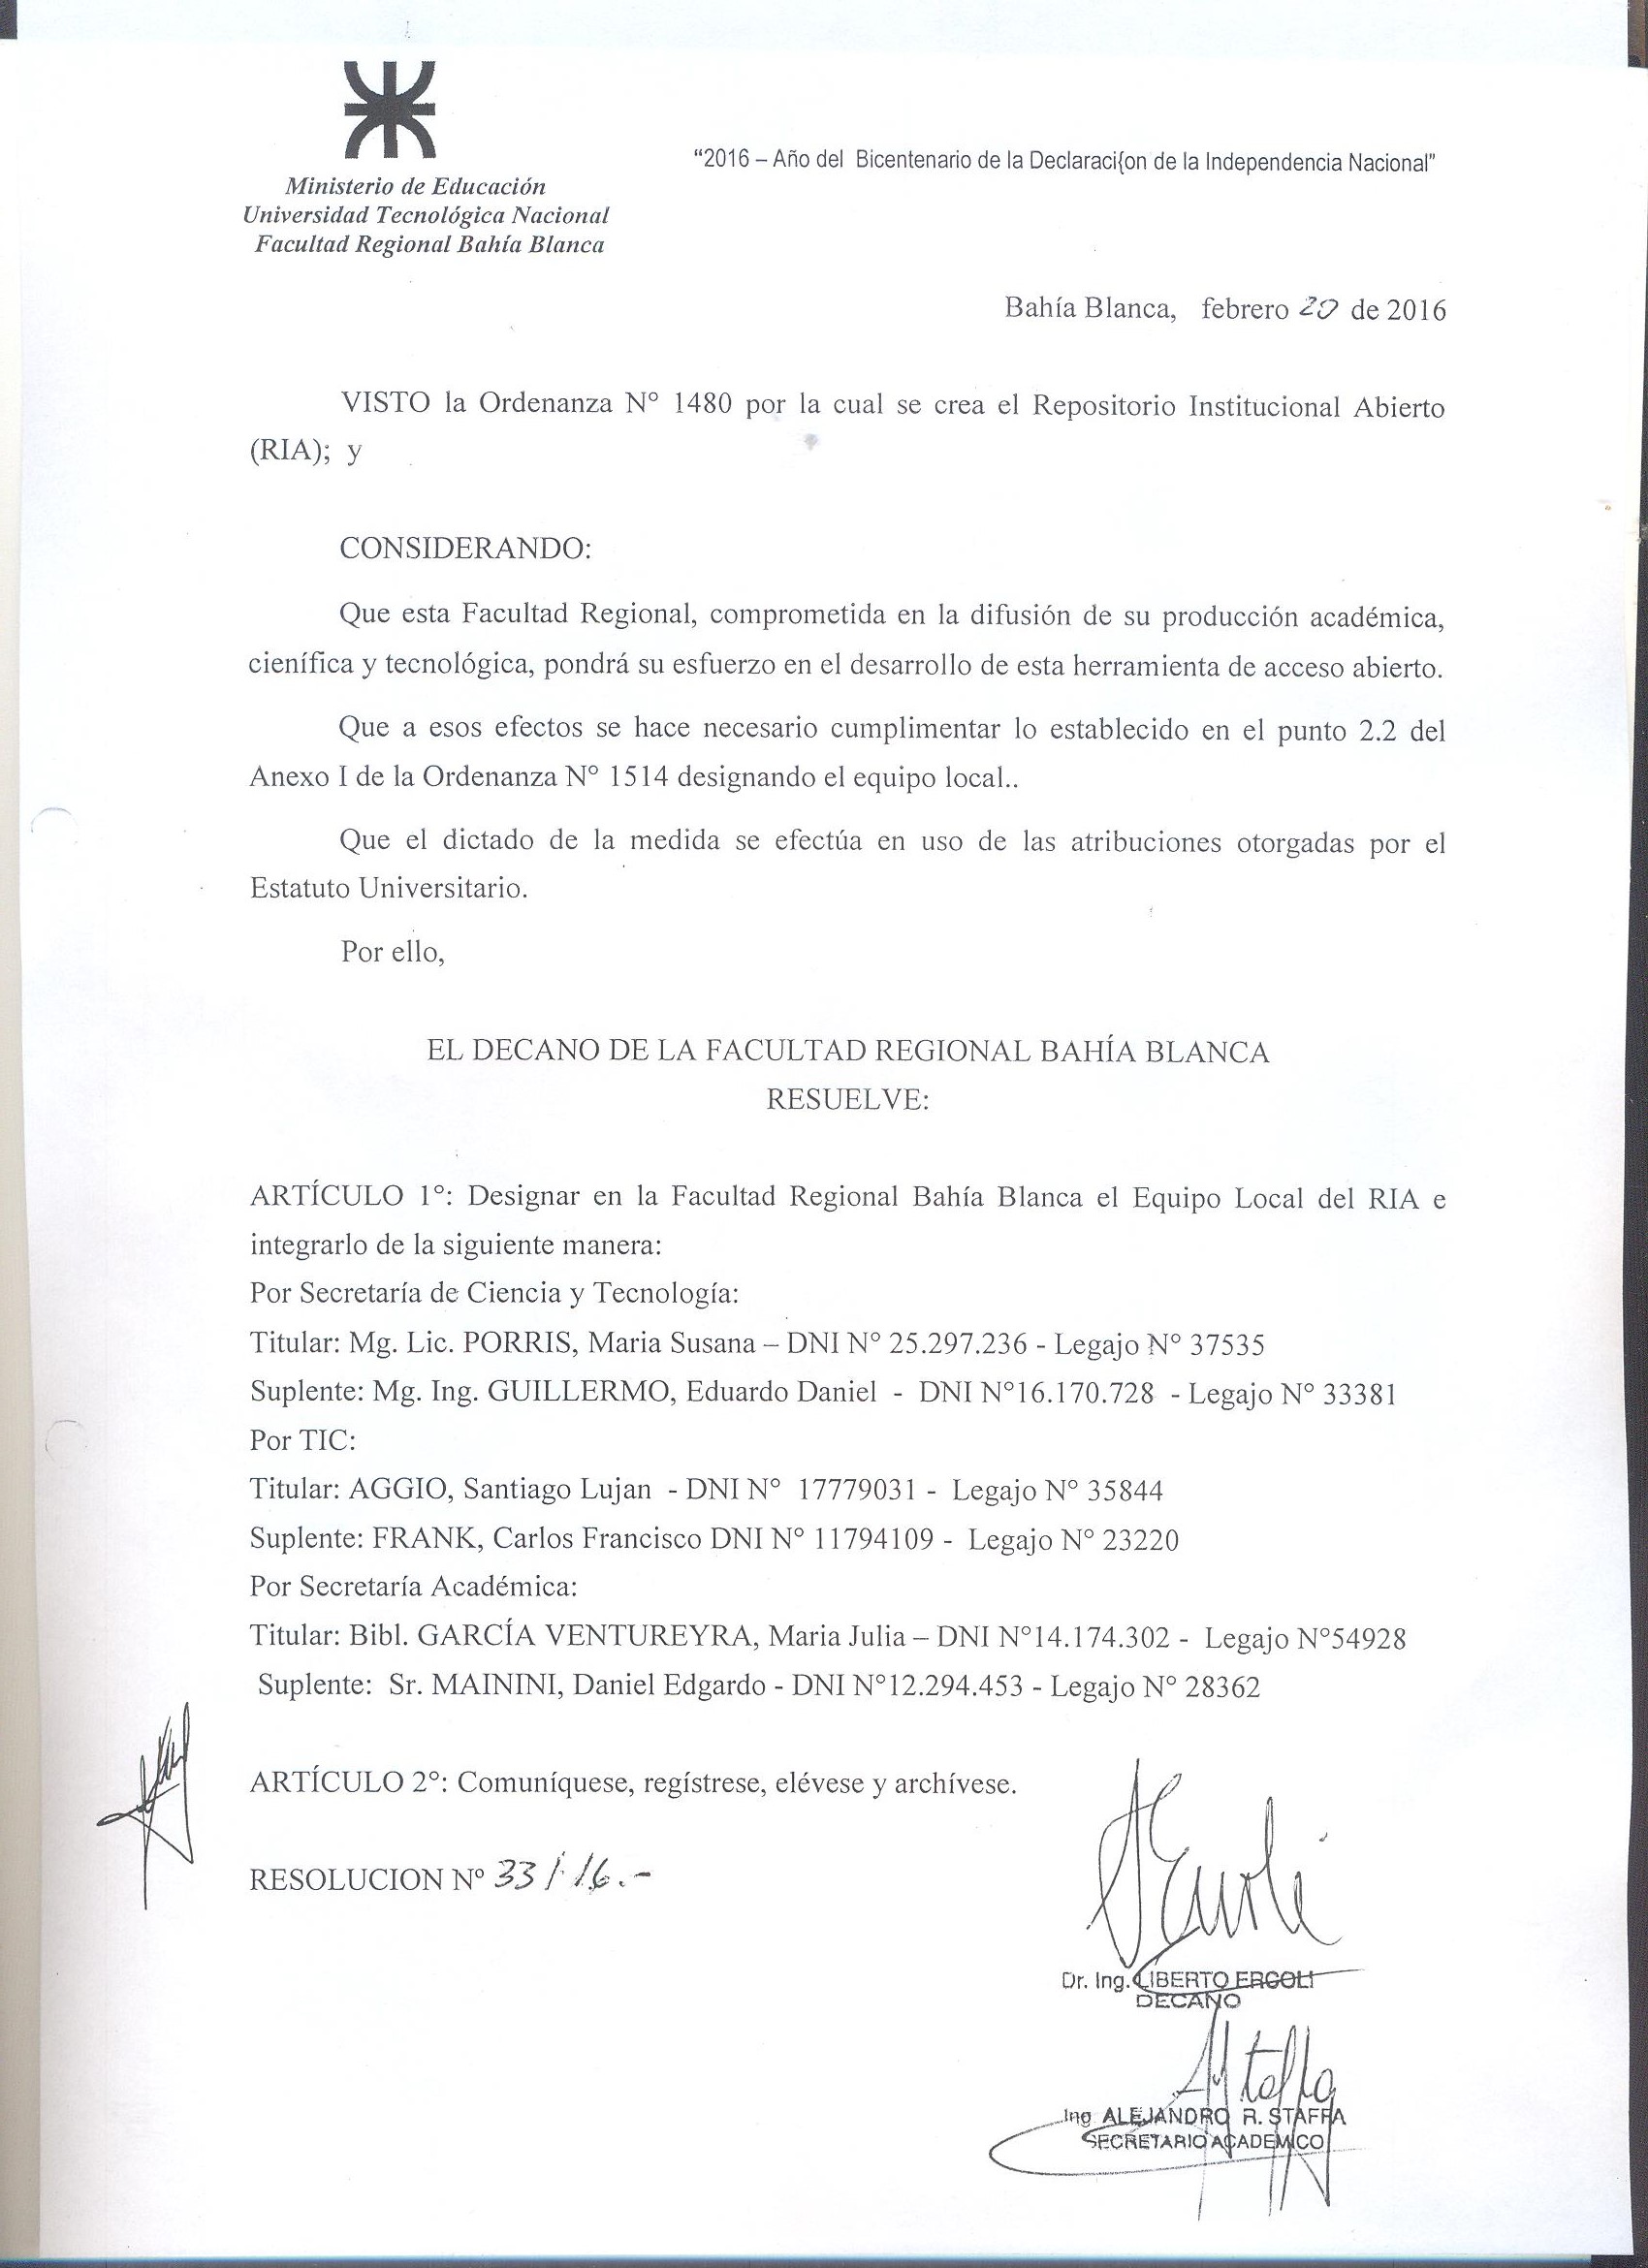 "2016 – Año del Bicentenario de la Declaraci{on de la Independencia Nacional"
Ministerio de Educación
Universidad Tecnológica Nacional
Facultad Regional Bahía Blanca
Bahía Blanca, febrero 20 de 2016
VISTO la Ordenanza N° 1480 por la cual se crea el Repositorio Institucional Abierto
(RIA); y
CONSIDERANDO:
Que esta Facultad Regional, comprometida en la difusión de su producción académica,
cienífica y tecnológica, pondrá su esfuerzo en el desarrollo de esta herramienta de acceso abierto.
Que a esos efectos se hace necesario cumplimentar lo establecido en el punto 2.2 del
Anexo I de la Ordenanza N° 1514 designando el equipo local..
Que el dictado de la medida se efectúa en uso de las atribuciones otorgadas por el
Estatuto Universitario.
Por ello,
EL DECANO DE LA FACULTAD REGIONAL BAHÍA BLANCA
RESUELVE:
ARTÍCULO 1°: Designar en la Facultad Regional Bahía Blanca el Equipo Local del RIA e
integrarlo de la siguiente manera:
Por Secretaría de Ciencia y Tecnología:
Titular: Mg. Lic. PORRIS, Maria Susana – DNI N° 25.297.236 - Legajo N° 37535
Suplente: Mg. Ing. GUILLERMO, Eduardo Daniel - DNI N°16.170.728 - Legajo N° 33381
Por TIC:
Titular: AGGIO, Santiago Lujan - DNI N° 17779031 - Legajo N° 35844
Suplente: FRANK, Carlos Francisco DNI N° 11794109 - Legajo N° 23220
Por Secretaría Académica:
Titular: Bibl. GARCÍA VENTUREYRA, Maria Julia – DNI N°14.174.302 - Legajo N°54928
Suplente: Sr. MAININI, Daniel Edgardo - DNI N°12.294.453 - Legajo N° 28362
ARTÍCULO 2°: Comuníquese, regístrese, elévese y archívese.
RESOLUCION Nº 33/16.-
Dr. Ing. LIBERTO ERCOLI
DECANO
Ing. ALEJANDRO R. STAFFA
SECRETARIO ACADEMICO